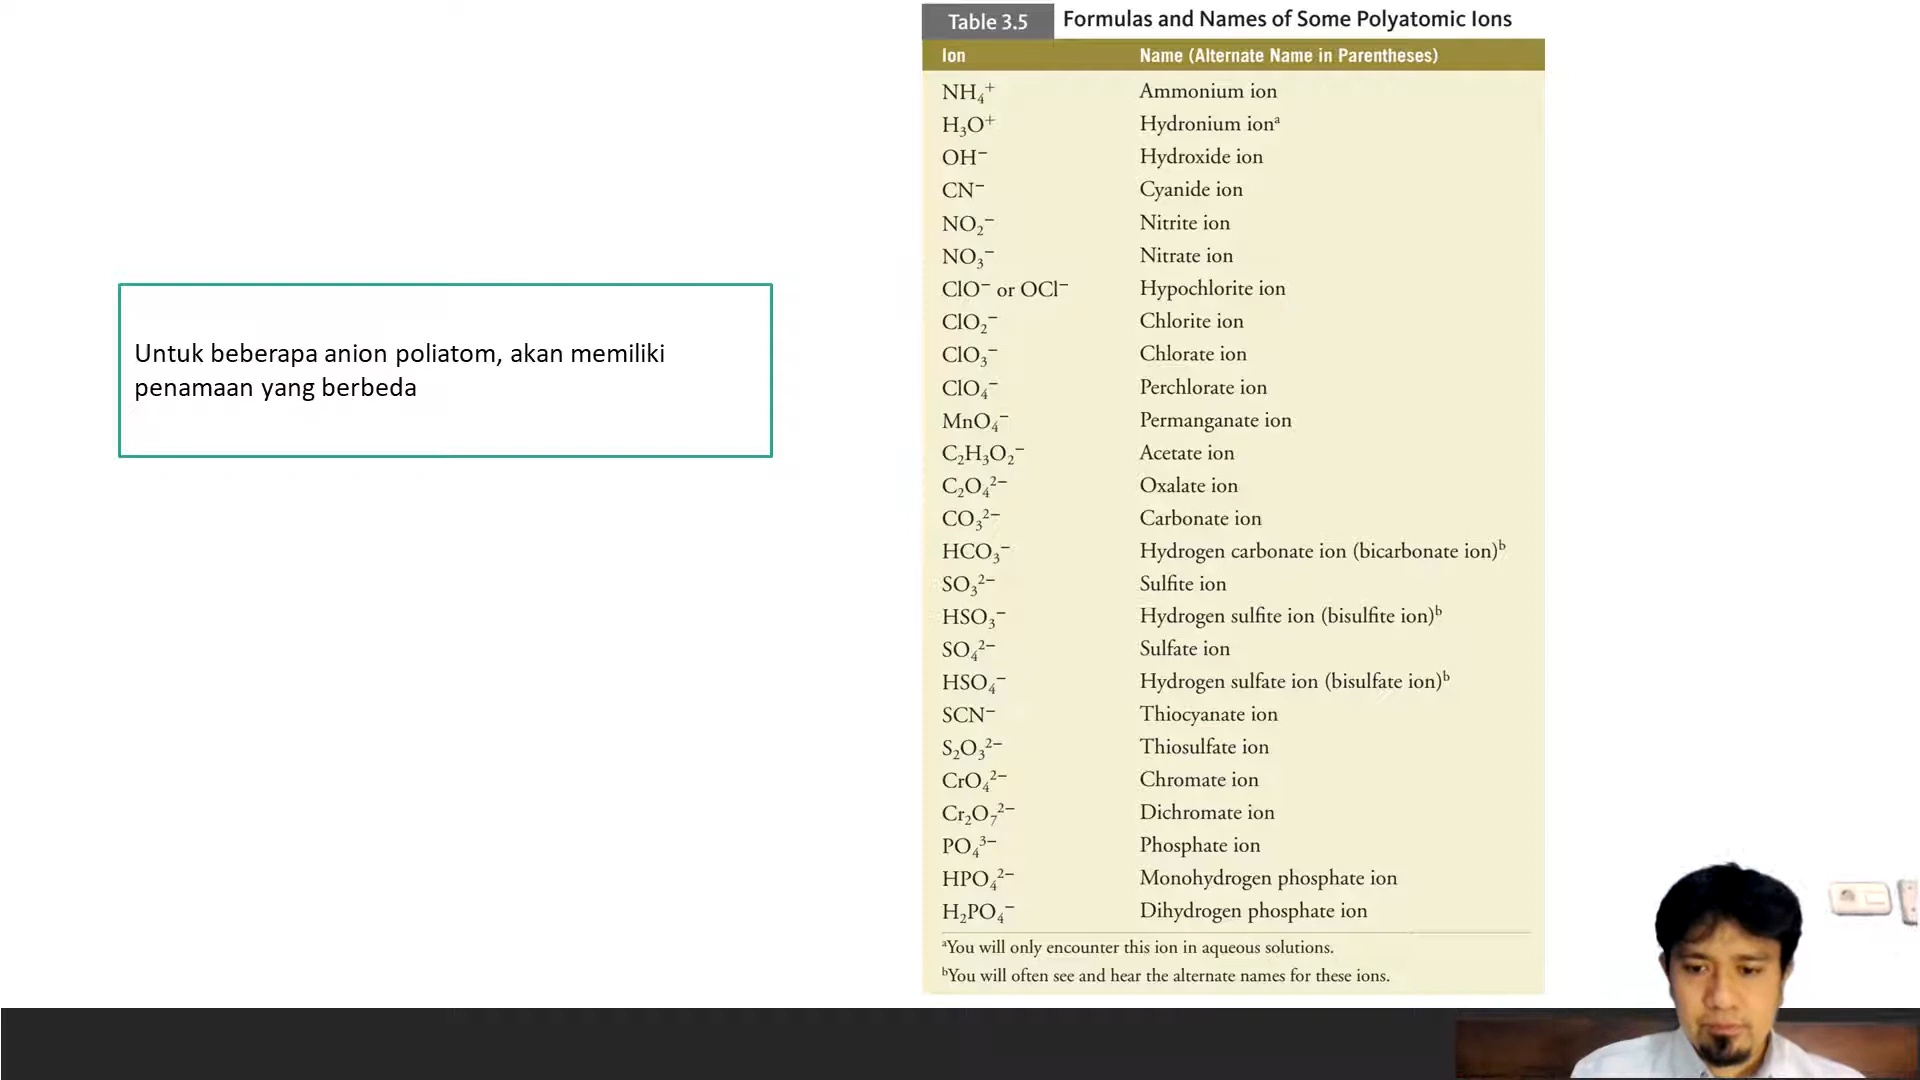 Untuk beberapa anion poliatom, akan memiliki
penamaan yang berbeda
Table 3.5 Formulas and Names of Some Polyatomic Ions
Ion Name (Alternate Name in Parentheses)
NH₄⁺ Ammonium ion
H₃O⁺ Hydronium ionᵃ
OH⁻ Hydroxide ion
CN⁻ Cyanide ion
NO₂⁻ Nitrite ion
NO₃⁻ Nitrate ion
ClO⁻ or OCl⁻ Hypochlorite ion
ClO₂⁻ Chlorite ion
ClO₃⁻ Chlorate ion
ClO₄⁻ Perchlorate ion
MnO₄⁻ Permanganate ion
C₂H₃O₂⁻ Acetate ion
C₂O₄²⁻ Oxalate ion
CO₃²⁻ Carbonate ion
HCO₃⁻ Hydrogen carbonate ion (bicarbonate ion)ᵇ
SO₃²⁻ Sulfite ion
HSO₃⁻ Hydrogen sulfite ion (bisulfite ion)ᵇ
SO₄²⁻ Sulfate ion
HSO₄⁻ Hydrogen sulfate ion (bisulfate ion)ᵇ
SCN⁻ Thiocyanate ion
S₂O₃²⁻ Thiosulfate ion
CrO₄²⁻ Chromate ion
Cr₂O₇²⁻ Dichromate ion
PO₄³⁻ Phosphate ion
HPO₄²⁻ Monohydrogen phosphate ion
H₂PO₄⁻ Dihydrogen phosphate ion
ᵃYou will only encounter this ion in aqueous solutions.
ᵇYou will often see and hear the alternate names for these ions.